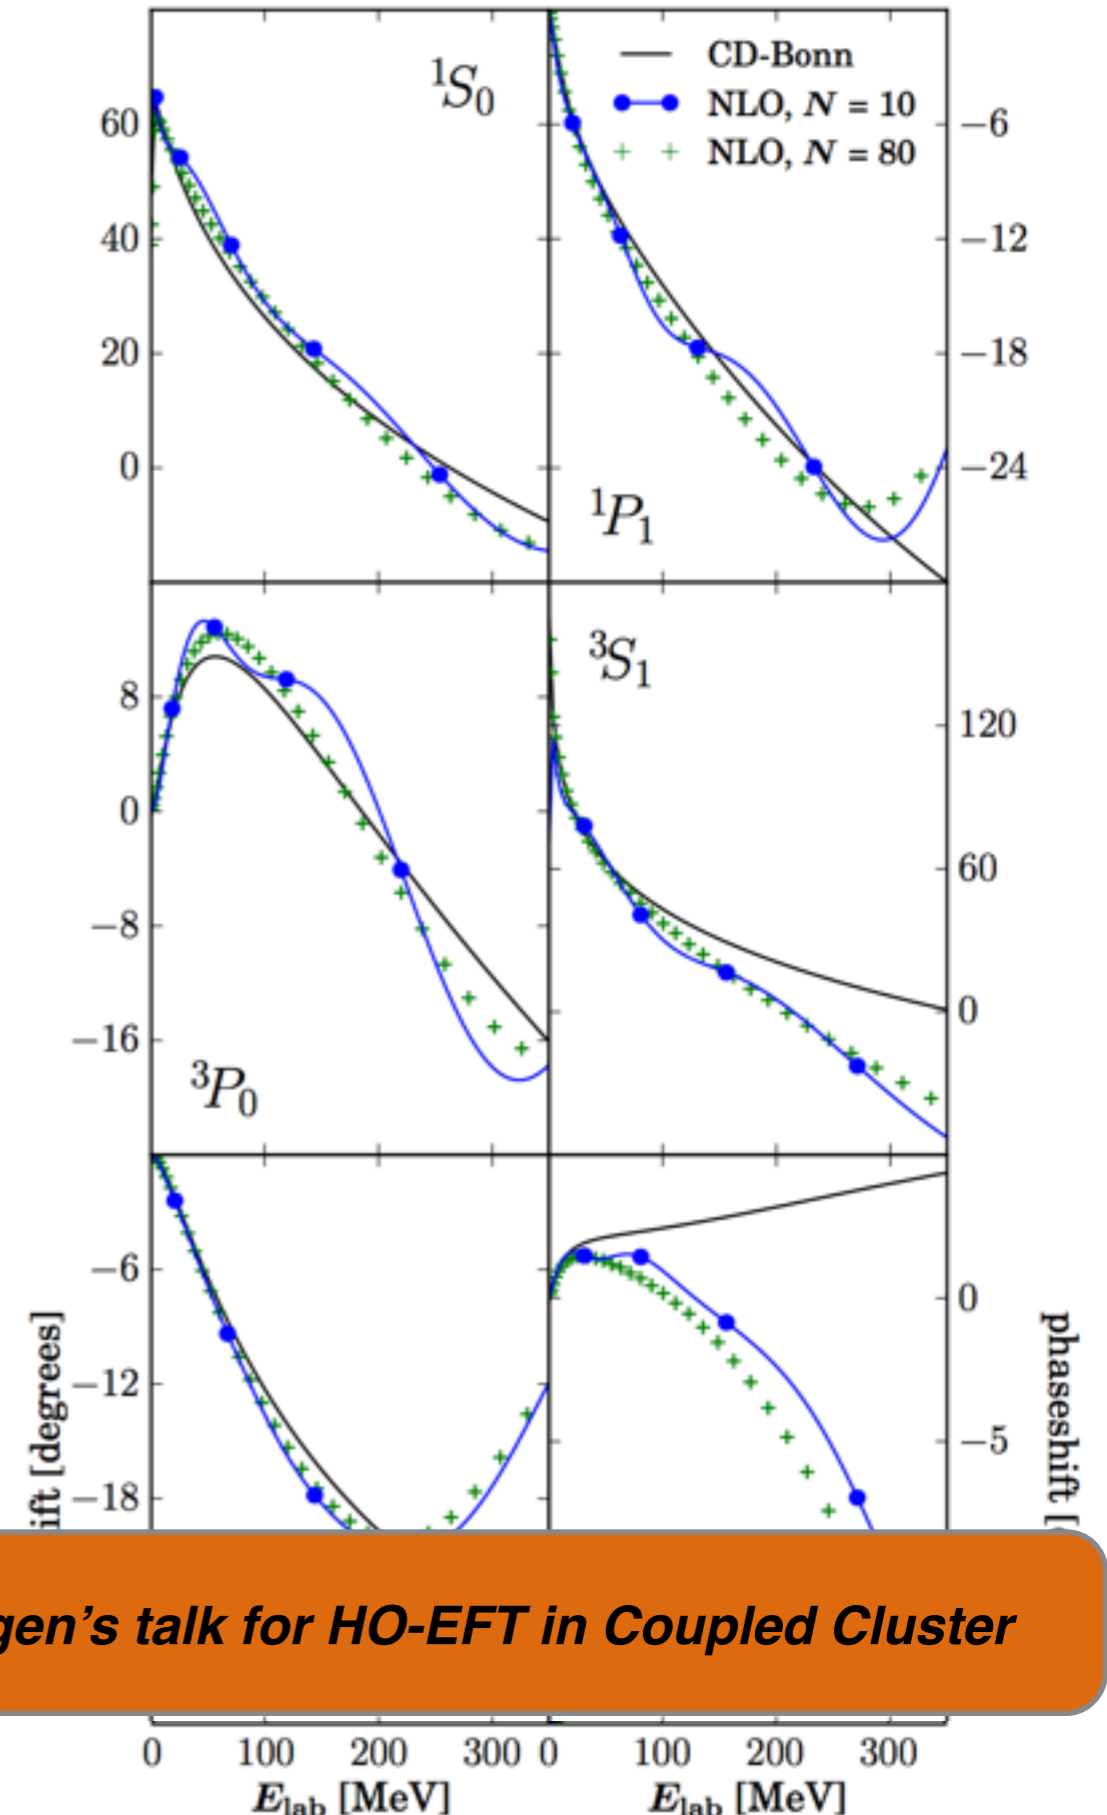 ¹S₀
CD-Bonn
NLO, N = 10
NLO, N = 80
60
40
20
0
−6
−12
−18
−24
¹P₁
³S₁
8
0
−8
−16
120
60
0
³P₀
−6
−12
−18
0
−5
[degrees]
phaseshift [
gen's talk for HO-EFT in Coupled Cluster
0 100 200 300 0 100 200 300
E_lab [MeV] E_lab [MeV]